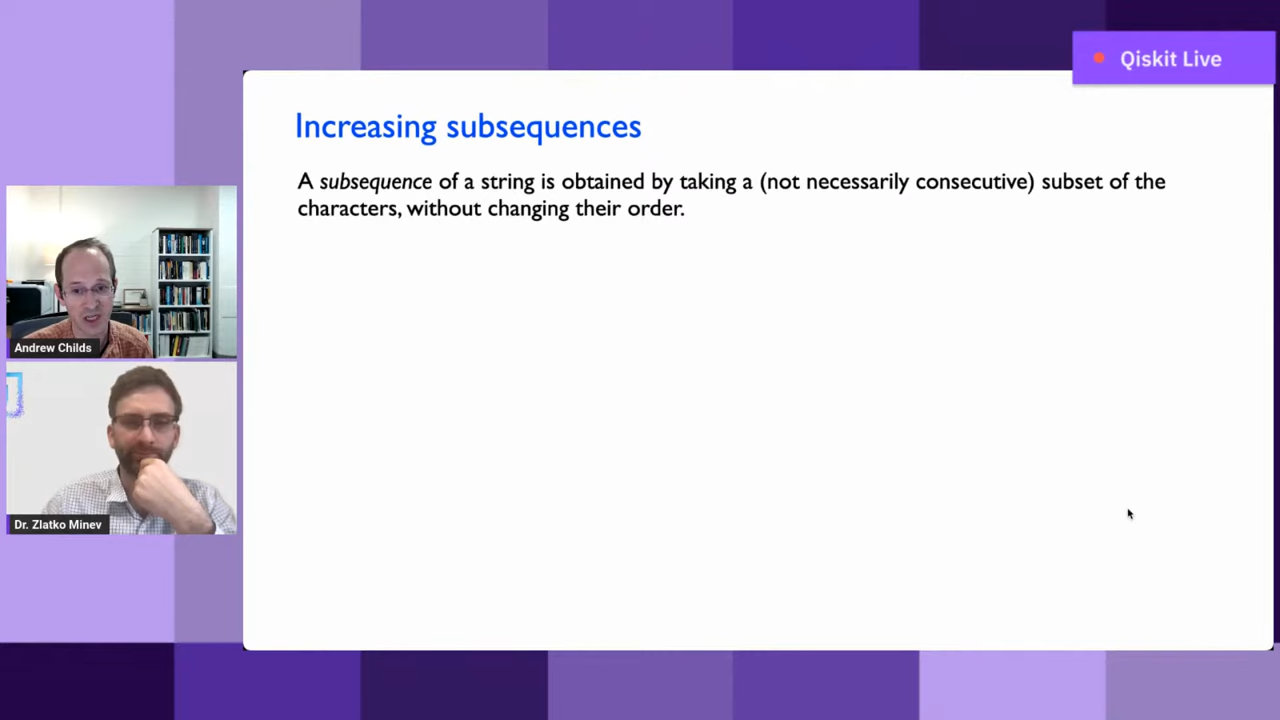 Qiskit Live
Increasing subsequences
A subsequence of a string is obtained by taking a (not necessarily consecutive) subset of the
characters, without changing their order.
Andrew Childs
Dr. Zlatko Minev